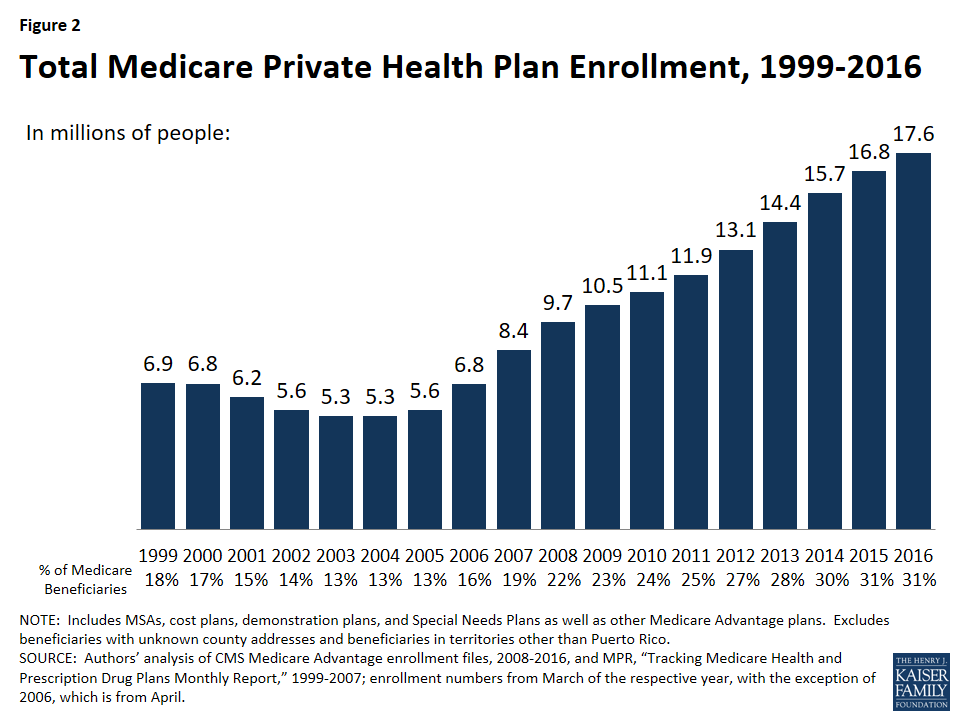 Figure 2
Total Medicare Private Health Plan Enrollment, 1999-2016
In millions of people:
6.9 6.8 6.2 5.6 5.3 5.3 5.6 6.8 8.4 9.7 10.5 11.1 11.9 13.1 14.4 15.7 16.8 17.6
1999 2000 2001 2002 2003 2004 2005 2006 2007 2008 2009 2010 2011 2012 2013 2014 2015 2016
% of Medicare
Beneficiaries
18% 17% 15% 14% 13% 13% 13% 16% 19% 22% 23% 24% 25% 27% 28% 30% 31% 31%
NOTE: Includes MSAs, cost plans, demonstration plans, and Special Needs Plans as well as other Medicare Advantage plans. Excludes
beneficiaries with unknown county addresses and beneficiaries in territories other than Puerto Rico.
SOURCE: Authors’ analysis of CMS Medicare Advantage enrollment files, 2008-2016, and MPR, “Tracking Medicare Health and
Prescription Drug Plans Monthly Report,” 1999-2007; enrollment numbers from March of the respective year, with the exception of
2006, which is from April.
THE HENRY J.
KAISER
FAMILY
FOUNDATION